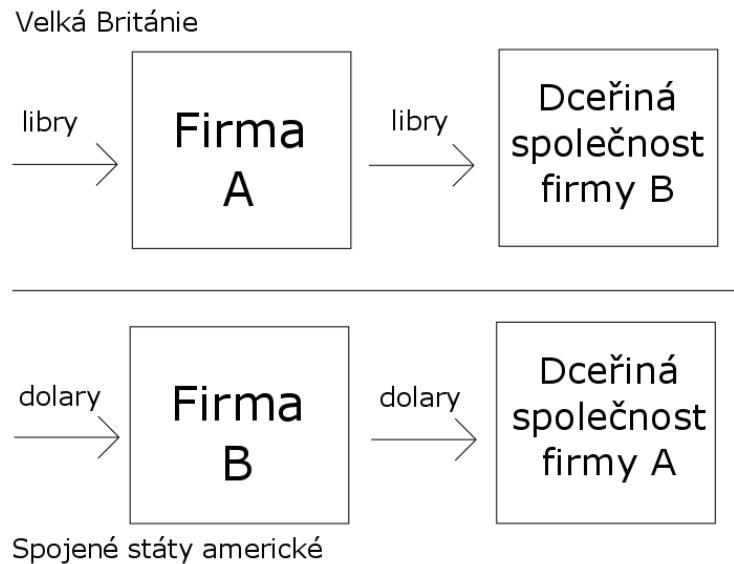 Velká Británie
libry
Firma
A
libry
Dceřiná
společnost
firmy B
dolary
Firma
B
dolary
Dceřiná
společnost
firmy A
Spojené státy americké